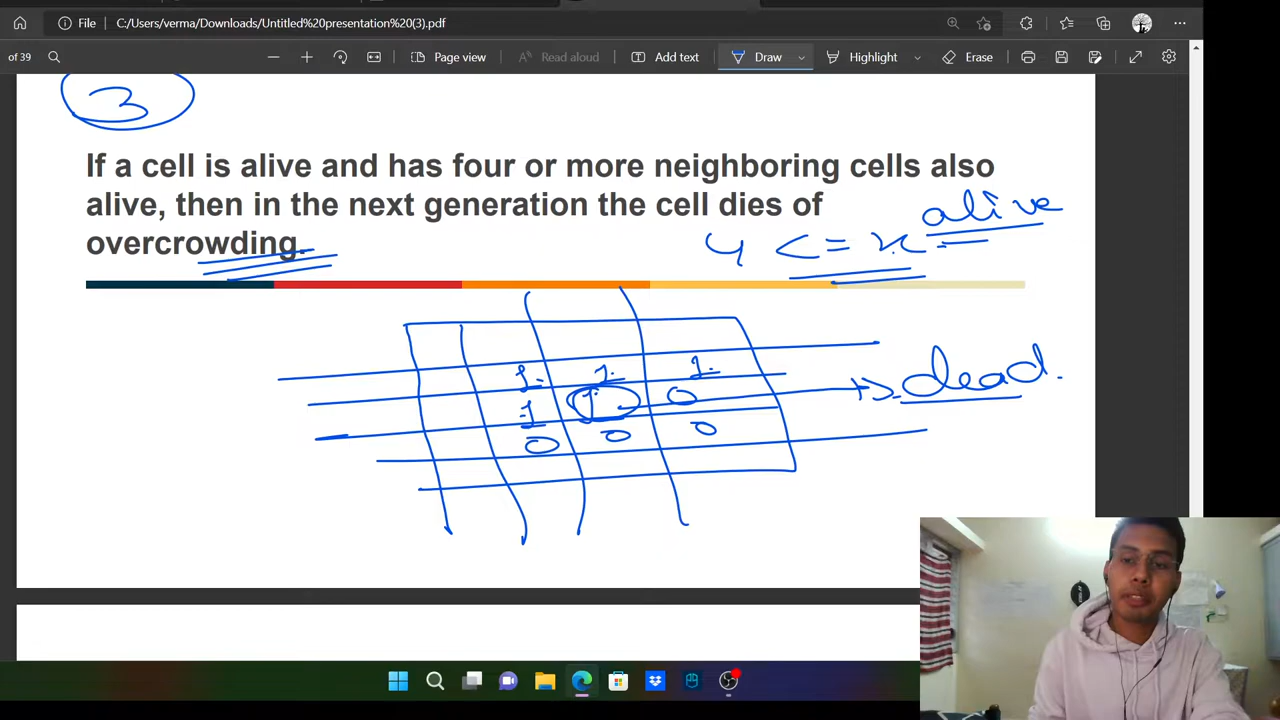 File C:/Users/verma/Downloads/Untitled%20presentation%20(3).pdf
of 39 Page view Read aloud Add text Draw Highlight Erase
3
If a cell is alive and has four or more neighboring cells also
alive, then in the next generation the cell dies of
overcrowding.
4 <= x alive
1. 1. 1.
1 1. 0 dead.
0 0 0